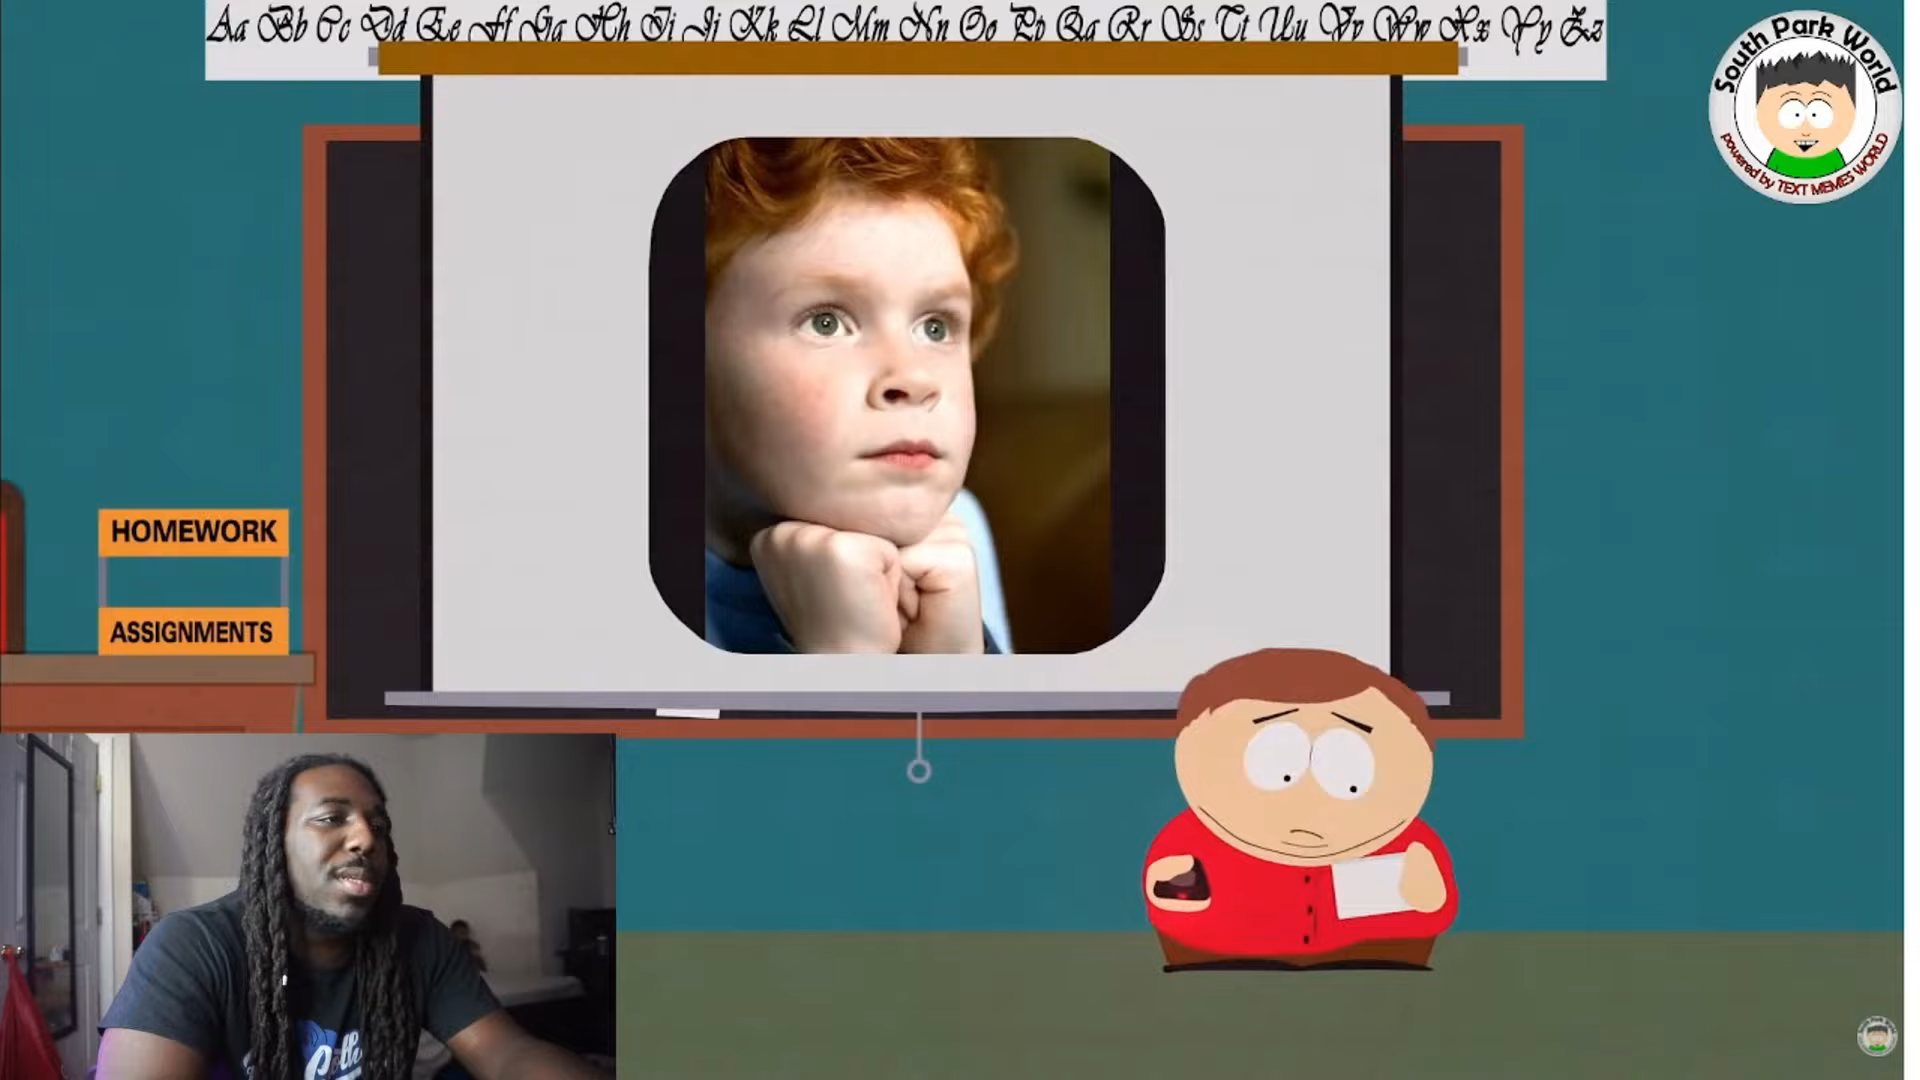 Aa Bb Cc Dd Ee Ff Gg Hh Ii Jj Kk Ll Mm Nn Oo Pp Qq Rr Ss Tt Uu Vv Ww Xx Yy Zz
South Park World
powered by TEXT MEMES WORLD
HOMEWORK
ASSIGNMENTS